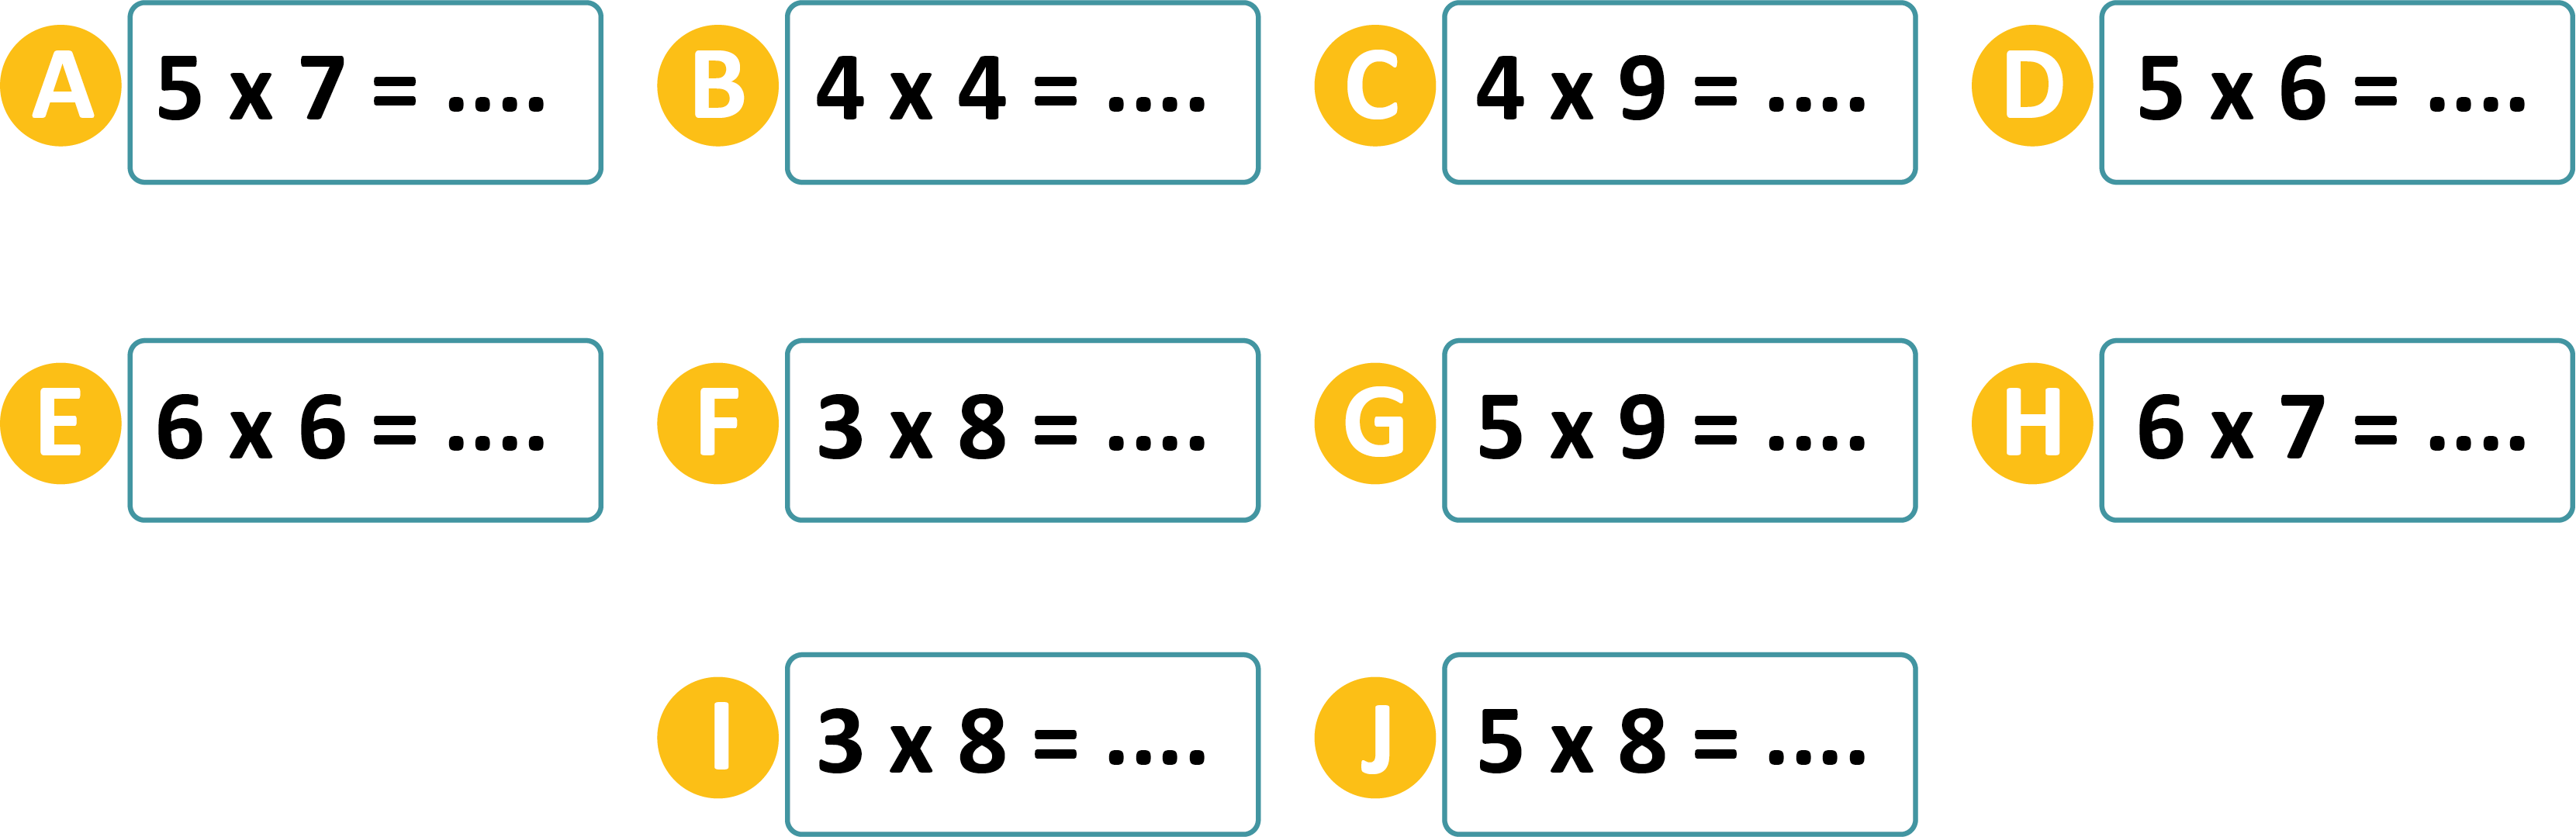 A 5 x 7 = ....
B 4 x 4 = ....
C 4 x 9 = ....
D 5 x 6 = ....
E 6 x 6 = ....
F 3 x 8 = ....
G 5 x 9 = ....
H 6 x 7 = ....
I 3 x 8 = ....
J 5 x 8 = ....